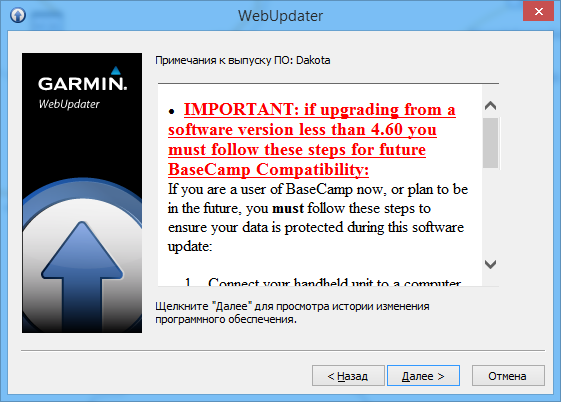 WebUpdater
GARMIN.
WebUpdater
Примечания к выпуску ПО: Dakota
• IMPORTANT: if upgrading from a
software version less than 4.60 you
must follow these steps for future
BaseCamp Compatibility:
If you are a user of BaseCamp now, or plan to be
in the future, you must follow these steps to
ensure your data is protected during this software
update:
1. Connect your handheld unit to a computer
Щелкните "Далее" для просмотра истории изменения
программного обеспечения.
< Назад
Далее >
Отмена